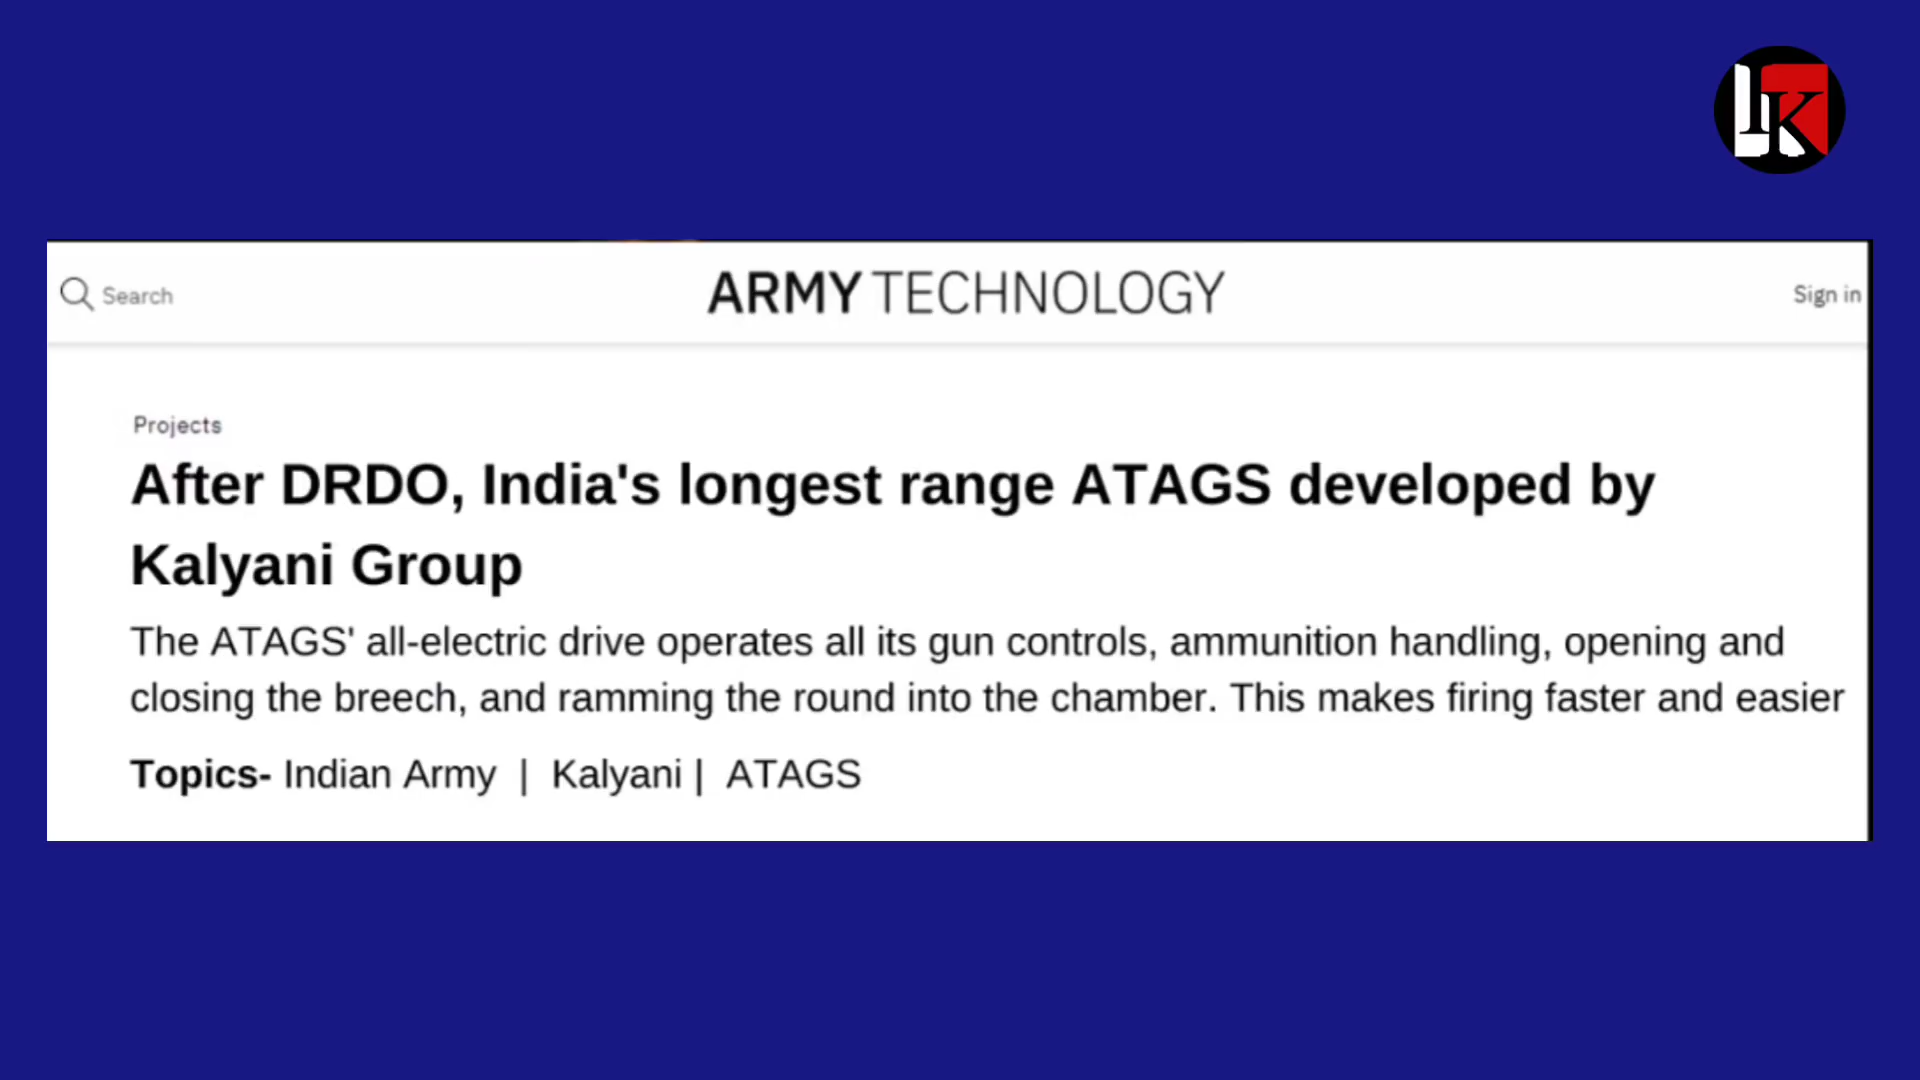 LK
Search
ARMY TECHNOLOGY
Sign in
Projects
After DRDO, India's longest range ATAGS developed by
Kalyani Group
The ATAGS' all-electric drive operates all its gun controls, ammunition handling, opening and
closing the breech, and ramming the round into the chamber. This makes firing faster and easier
Topics- Indian Army | Kalyani | ATAGS